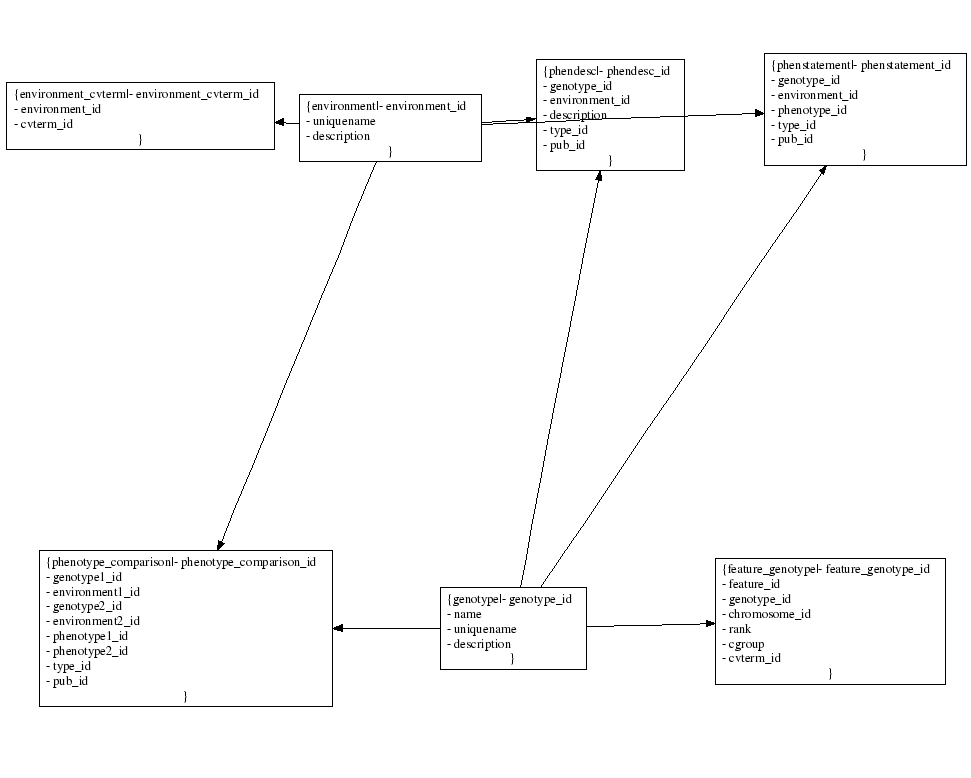 {environment_cvterm|- environment_cvterm_id
- environment_id
- cvterm_id
}
{environment|- environment_id
- uniquename
- description
}
{phendesc|- phendesc_id
- genotype_id
- environment_id
- description
- type_id
- pub_id
}
{phenstatement|- phenstatement_id
- genotype_id
- environment_id
- phenotype_id
- type_id
- pub_id
}
{phenotype_comparison|- phenotype_comparison_id
- genotype1_id
- environment1_id
- genotype2_id
- environment2_id
- phenotype1_id
- phenotype2_id
- type_id
- pub_id
}
{genotype|- genotype_id
- name
- uniquename
- description
}
{feature_genotype|- feature_genotype_id
- feature_id
- genotype_id
- chromosome_id
- rank
- cgroup
- cvterm_id
}